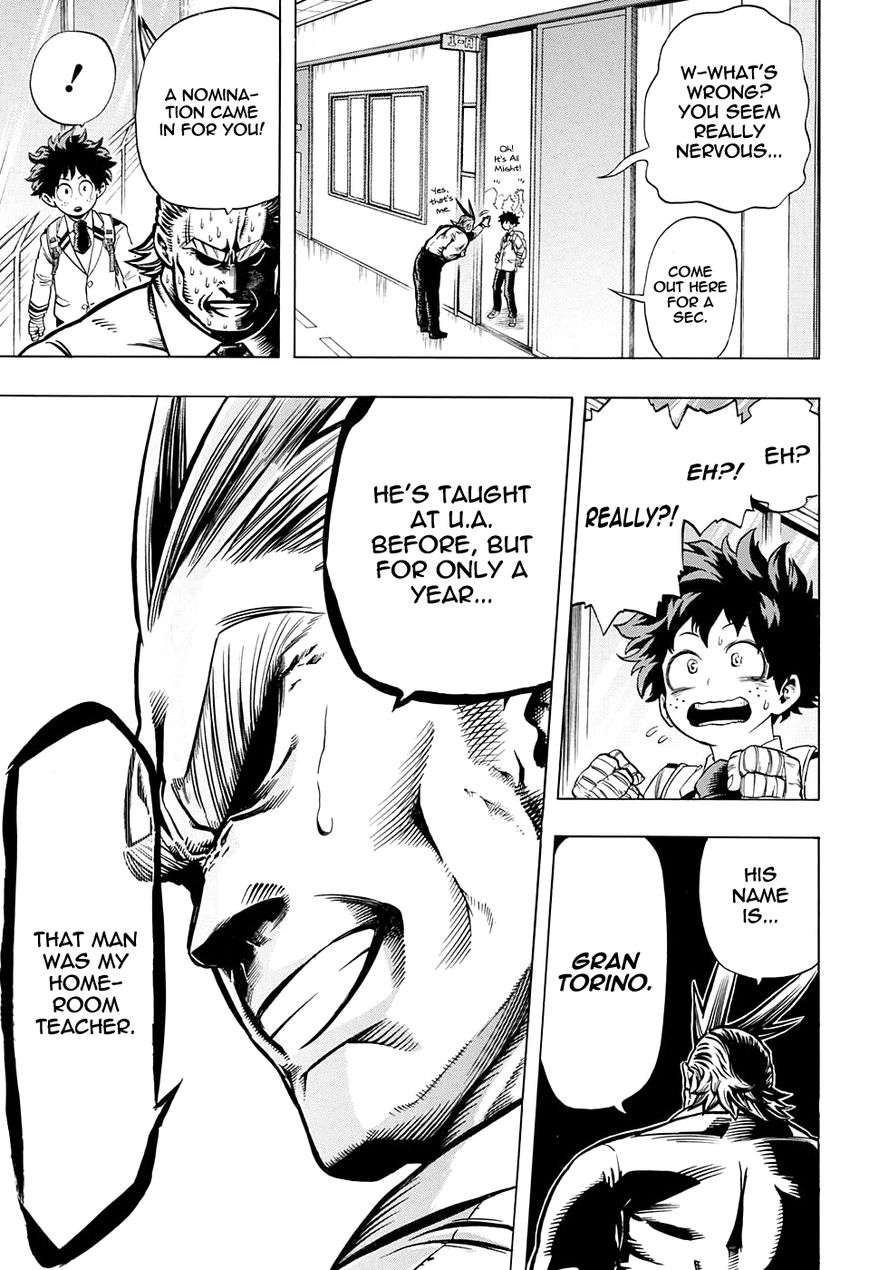 W-WHAT'S
WRONG?
YOU SEEM
REALLY
NERVOUS...
1-A
Oh!
It's All
Might!
Yes,
that's
me.
COME
OUT HERE
FOR A
SEC.
A NOMINA-
TION CAME
IN FOR YOU!
!
EH?
EH?!
REALLY?!
HIS
NAME
IS...
GRAN
TORINO.
HE'S TAUGHT
AT U.A.
BEFORE, BUT
FOR ONLY A
YEAR...
THAT MAN
WAS MY
HOME-
ROOM
TEACHER.